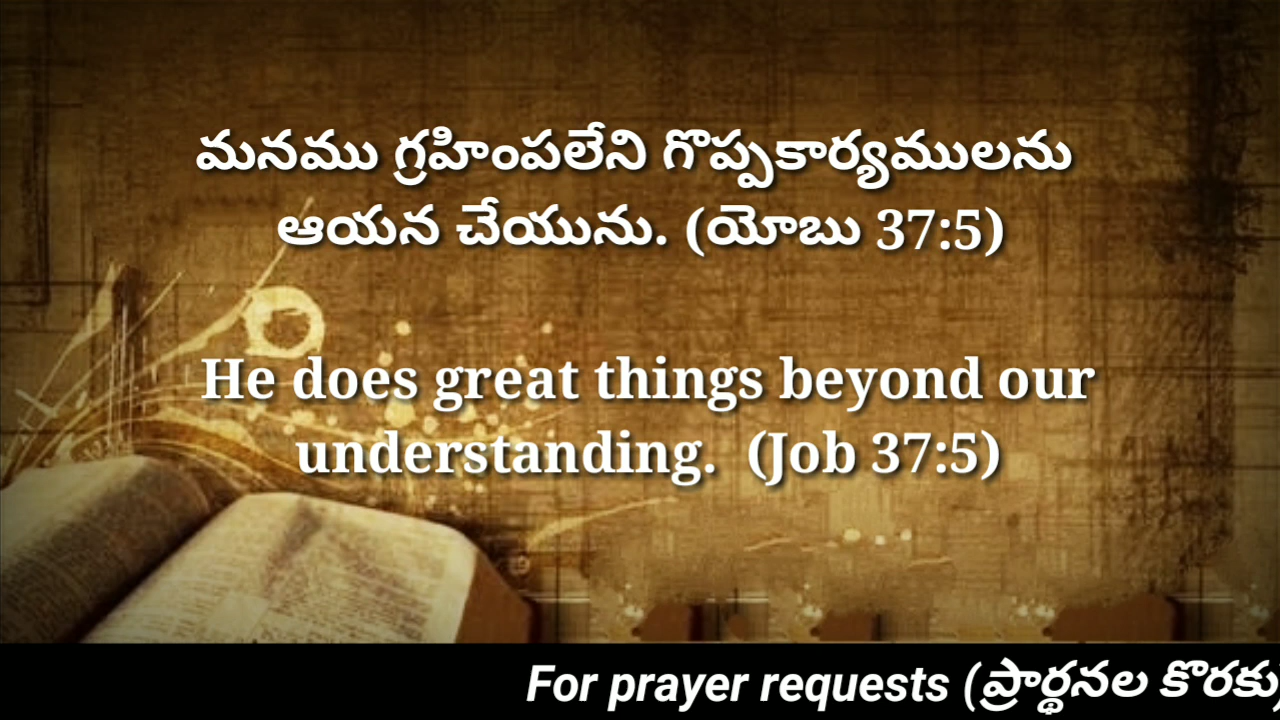 మనము గ్రహింపలేని గొప్పకార్యములను
ఆయన చేయును. (యోబు 37:5)
He does great things beyond our
understanding. (Job 37:5)
For prayer requests (ప్రార్థనల కొరకు)